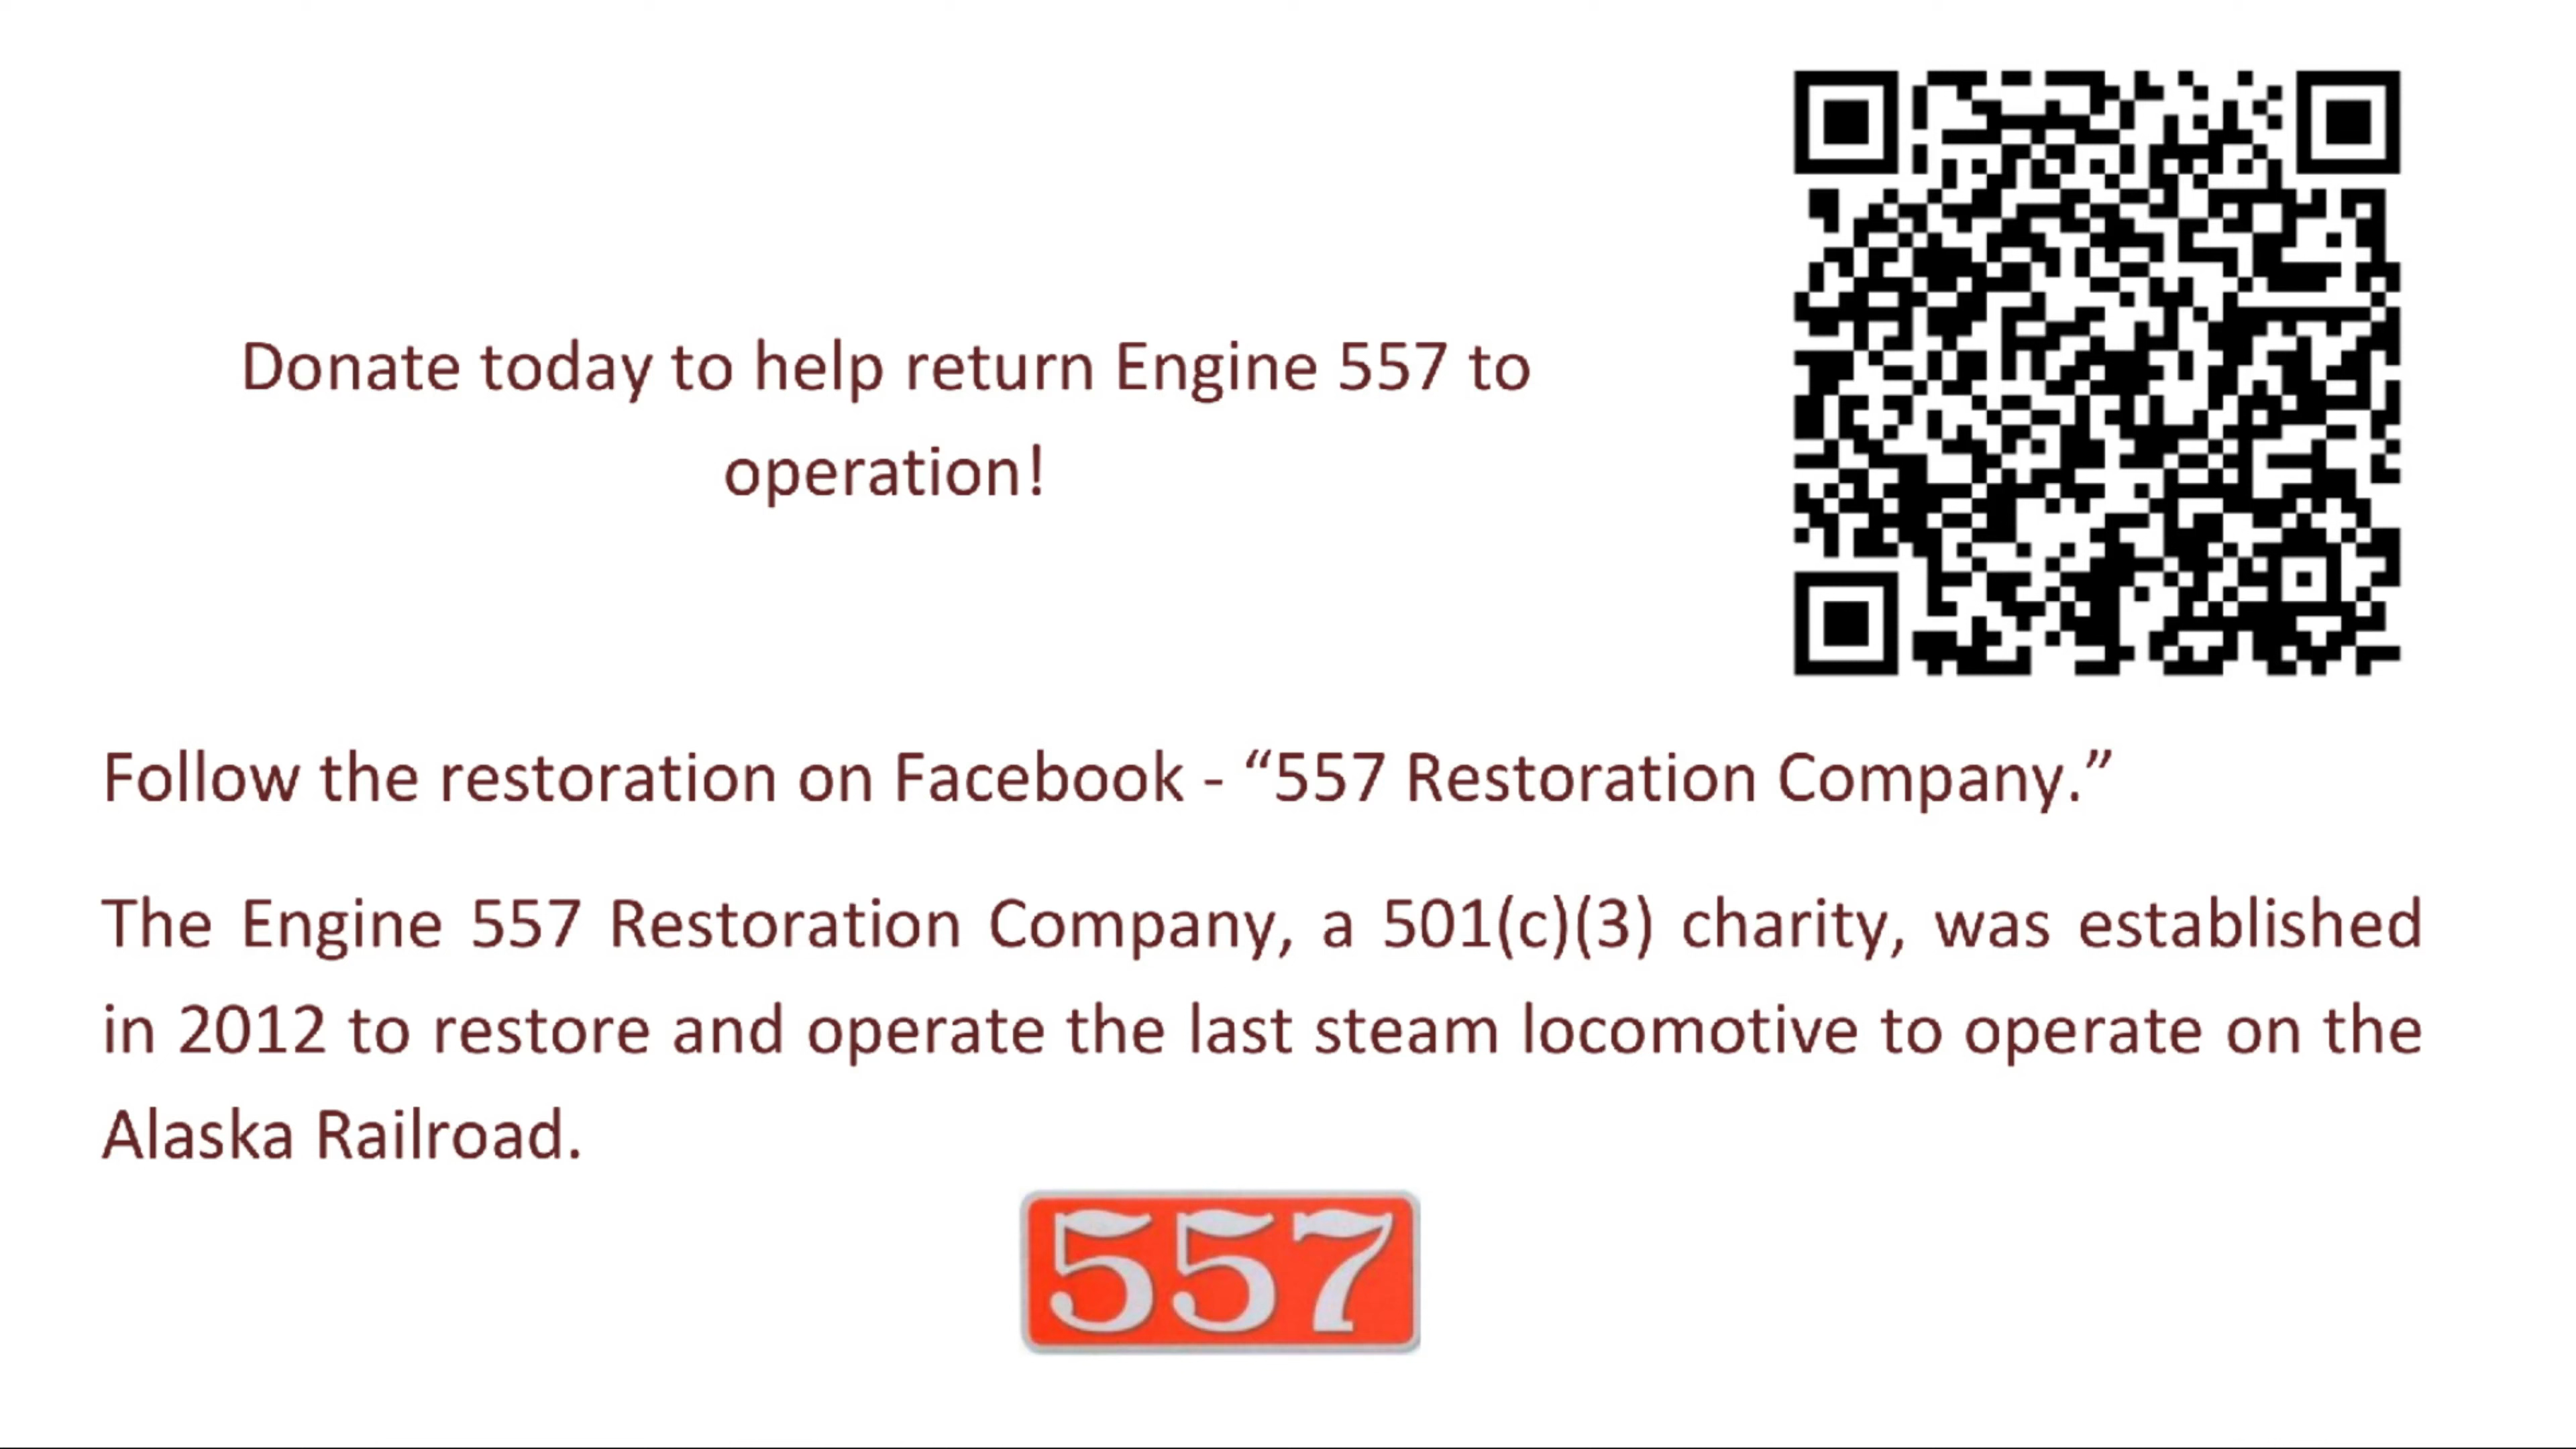 Donate today to help return Engine 557 to
operation!
Follow the restoration on Facebook - “557 Restoration Company.”
The Engine 557 Restoration Company, a 501(c)(3) charity, was established
in 2012 to restore and operate the last steam locomotive to operate on the
Alaska Railroad.
557